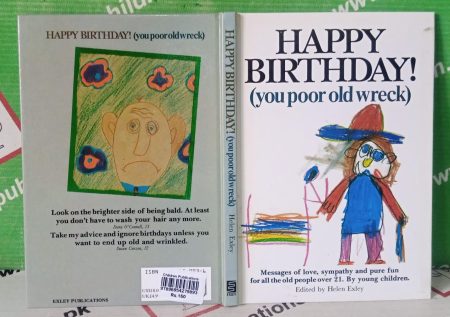 HAPPY BIRTHDAY! (you poor old wreck)
Look on the brighter side of being bald. At least
you don't have to wash your hair any more.
Take my advice and ignore birthdays unless you
want to end up old and wrinkled.
EXLEY PUBLICATIONS
ISBN
Children Publications
Rs.150
HAPPY BIRTHDAY! (you poor old wreck) Helen Exley
HAPPY
BIRTHDAY!
(you poor old wreck)
Messages of love, sympathy and pure fun
for all the old people over 21. By young children.
Edited by Helen Exley